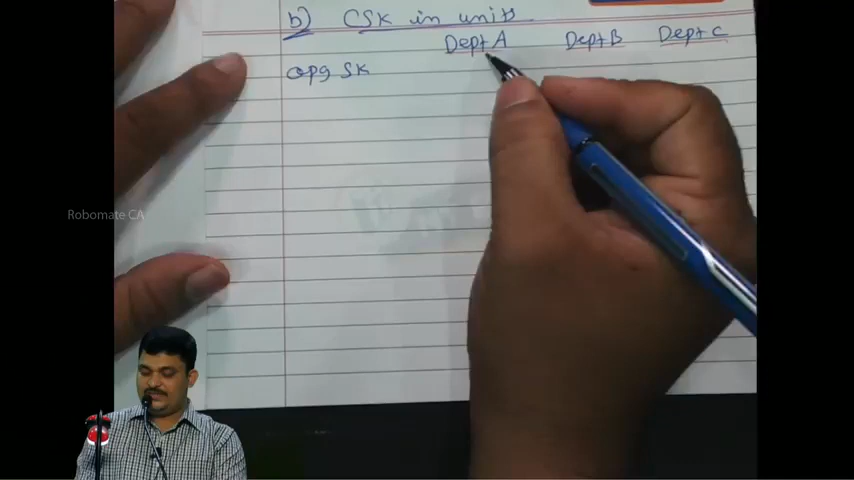 b) CSK in units
Dept A Dept B Dept C
opg SK
Robomate CA